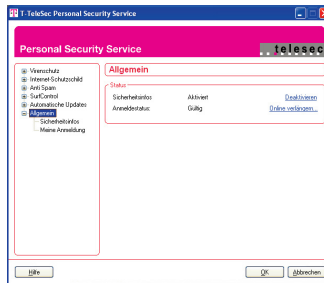 T-TeleSec Personal Security Service
Personal Security Service
telesec
Virenschutz
Internet-Schutzschild
Anti Spam
SurfControl
Automatische Updates
Allgemein
Sicherheitsinfos
Meine Anmeldung
Allgemein
Status
Sicherheitsinfos Aktiviert Deaktivieren
Anmeldestatus: Gültig Online verlängern...
Hilfe
OK
Abbrechen